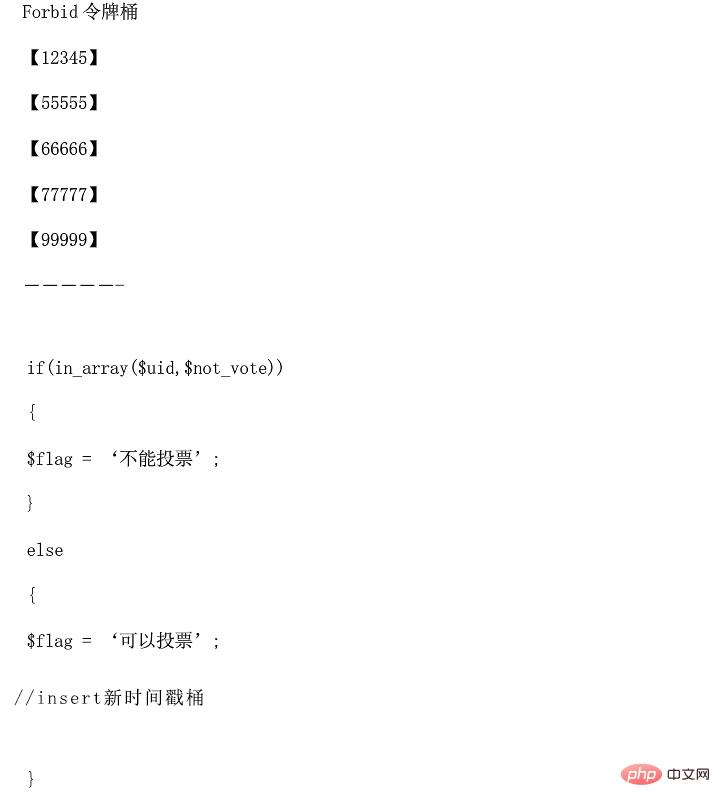 Forbid 令牌桶
【12345】
【55555】
【66666】
【77777】
【99999】
—————-
if(in_array($uid,$not_vote))
{
$flag = ‘不能投票’;
}
else
{
$flag = ‘可以投票’;
//insert新时间戳桶
}
php 中文网